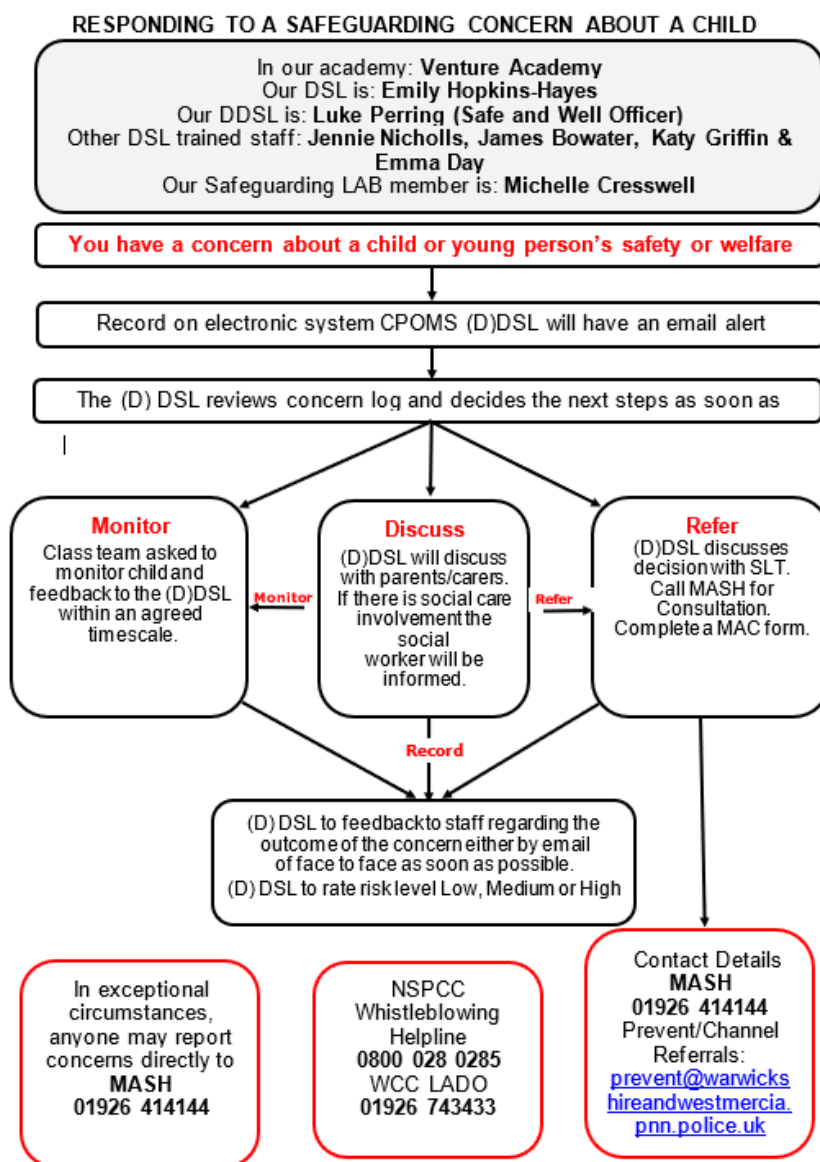 RESPONDING TO A SAFEGUARDING CONCERN ABOUT A CHILD
In our academy: Venture Academy
Our DSL is: Emily Hopkins-Hayes
Our DDSL is: Luke Perring (Safe and Well Officer)
Other DSL trained staff: Jennie Nicholls, James Bowater, Katy Griffin &
Emma Day
Our Safeguarding LAB member is: Michelle Cresswell
You have a concern about a child or young person's safety or welfare
Record on electronic system CPOMS (D)DSL will have an email alert
The (D) DSL reviews concern log and decides the next steps as soon as
Monitor
Class team asked to
monitor child and
feedback to the (D)DSL
within an agreed
timescale.
Monitor
Discuss
(D)DSL will discuss
with parents/carers.
If there is social care
involvement the
social
worker will be
informed.
Refer
Refer
(D)DSL discusses
decision with SLT.
Call MASH for
Consultation.
Complete a MAC form.
Record
(D) DSL to feedback to staff regarding the
outcome of the concern either by email
of face to face as soon as possible.
(D) DSL to rate risk level Low, Medium or High
In exceptional
circumstances,
anyone may report
concerns directly to
MASH
01926 414144
NSPCC
Whistleblowing
Helpline
0800 028 0285
WCC LADO
01926 743433
Contact Details
MASH
01926 414144
Prevent/Channel
Referrals:
prevent@warwicks
hireandwestmercia.
pnn.police.uk